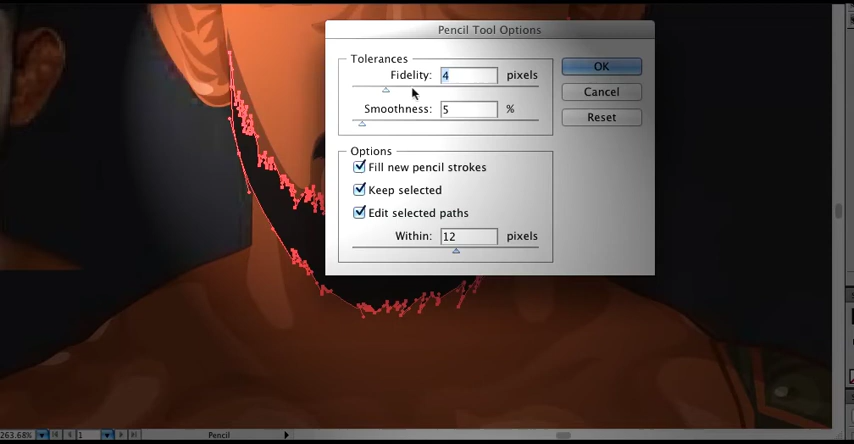 Pencil Tool Options
Tolerances
Fidelity: 4 pixels
Smoothness: 5 %
OK
Cancel
Reset
Options
Fill new pencil strokes
Keep selected
Edit selected paths
Within: 12 pixels
263.68% 1 Pencil